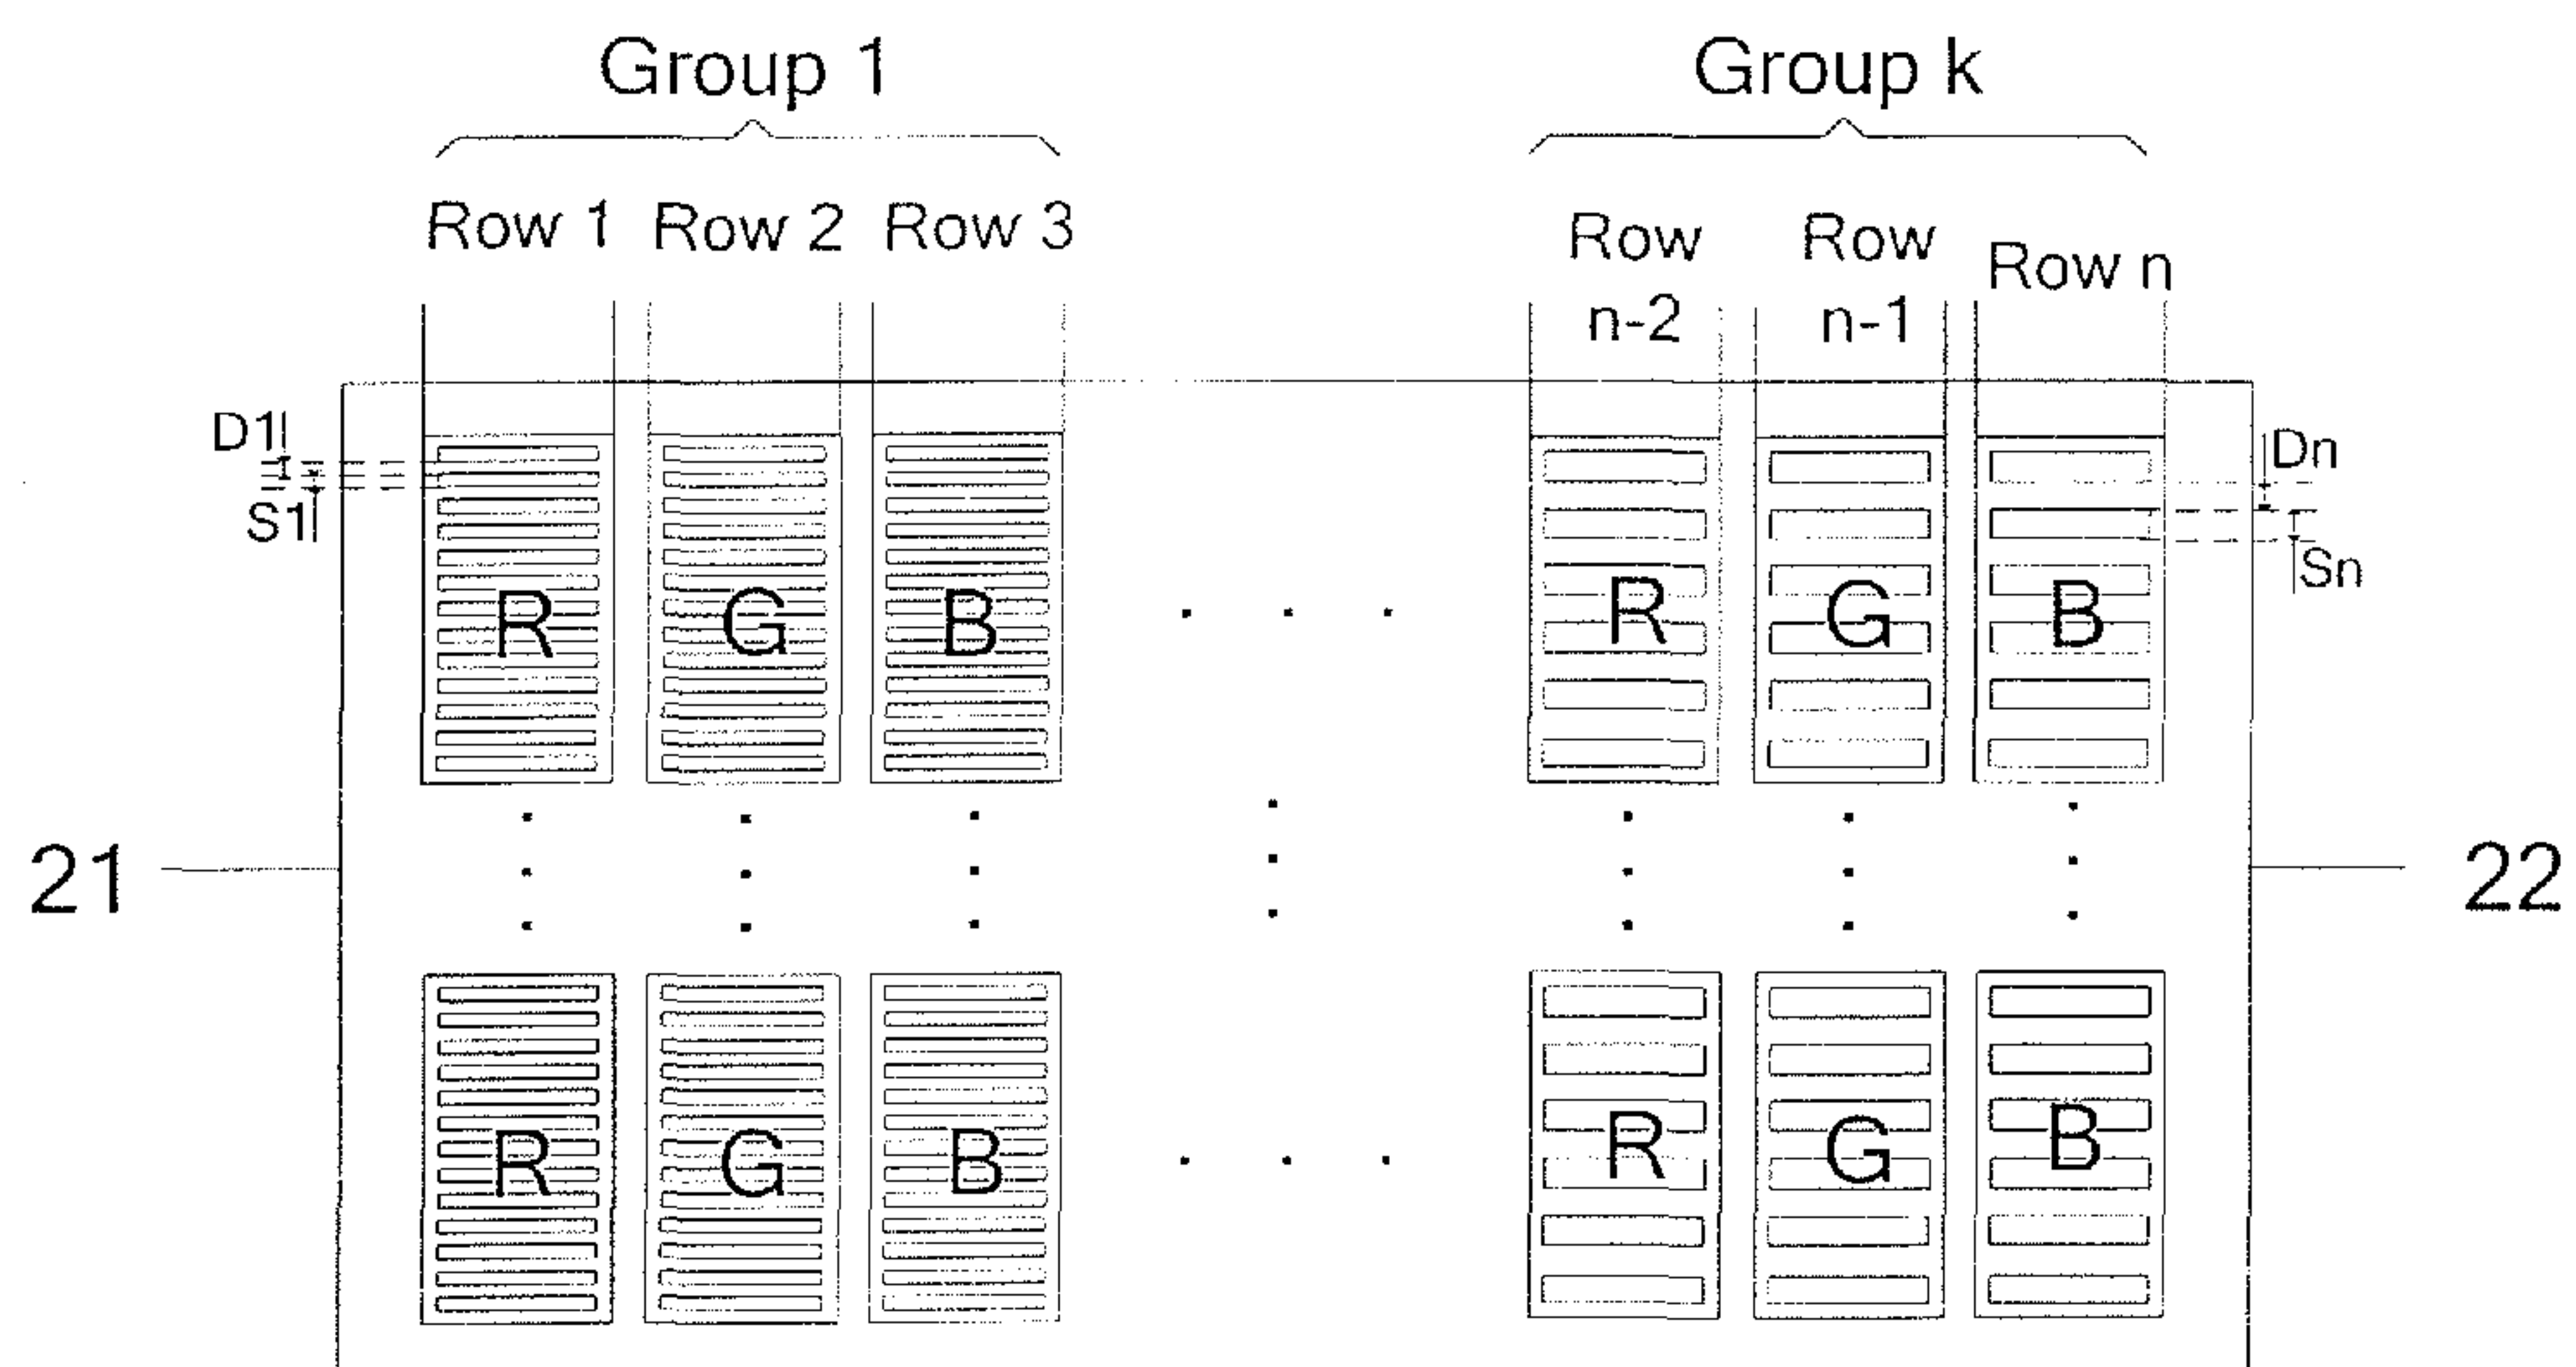 Group 1 Group k
Row 1 Row 2 Row 3 Row n-2 Row n-1 Row n
D1 Dn
S1 Sn
R G B R G B
21 22
R G B R G B